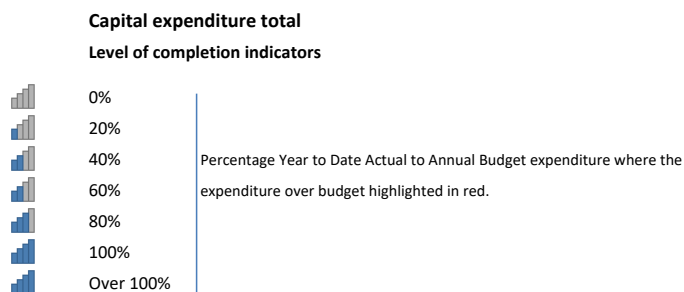 Capital expenditure total
Level of completion indicators
0%
20%
40%
Percentage Year to Date Actual to Annual Budget expenditure where the
60%
expenditure over budget highlighted in red.
80%
100%
Over 100%